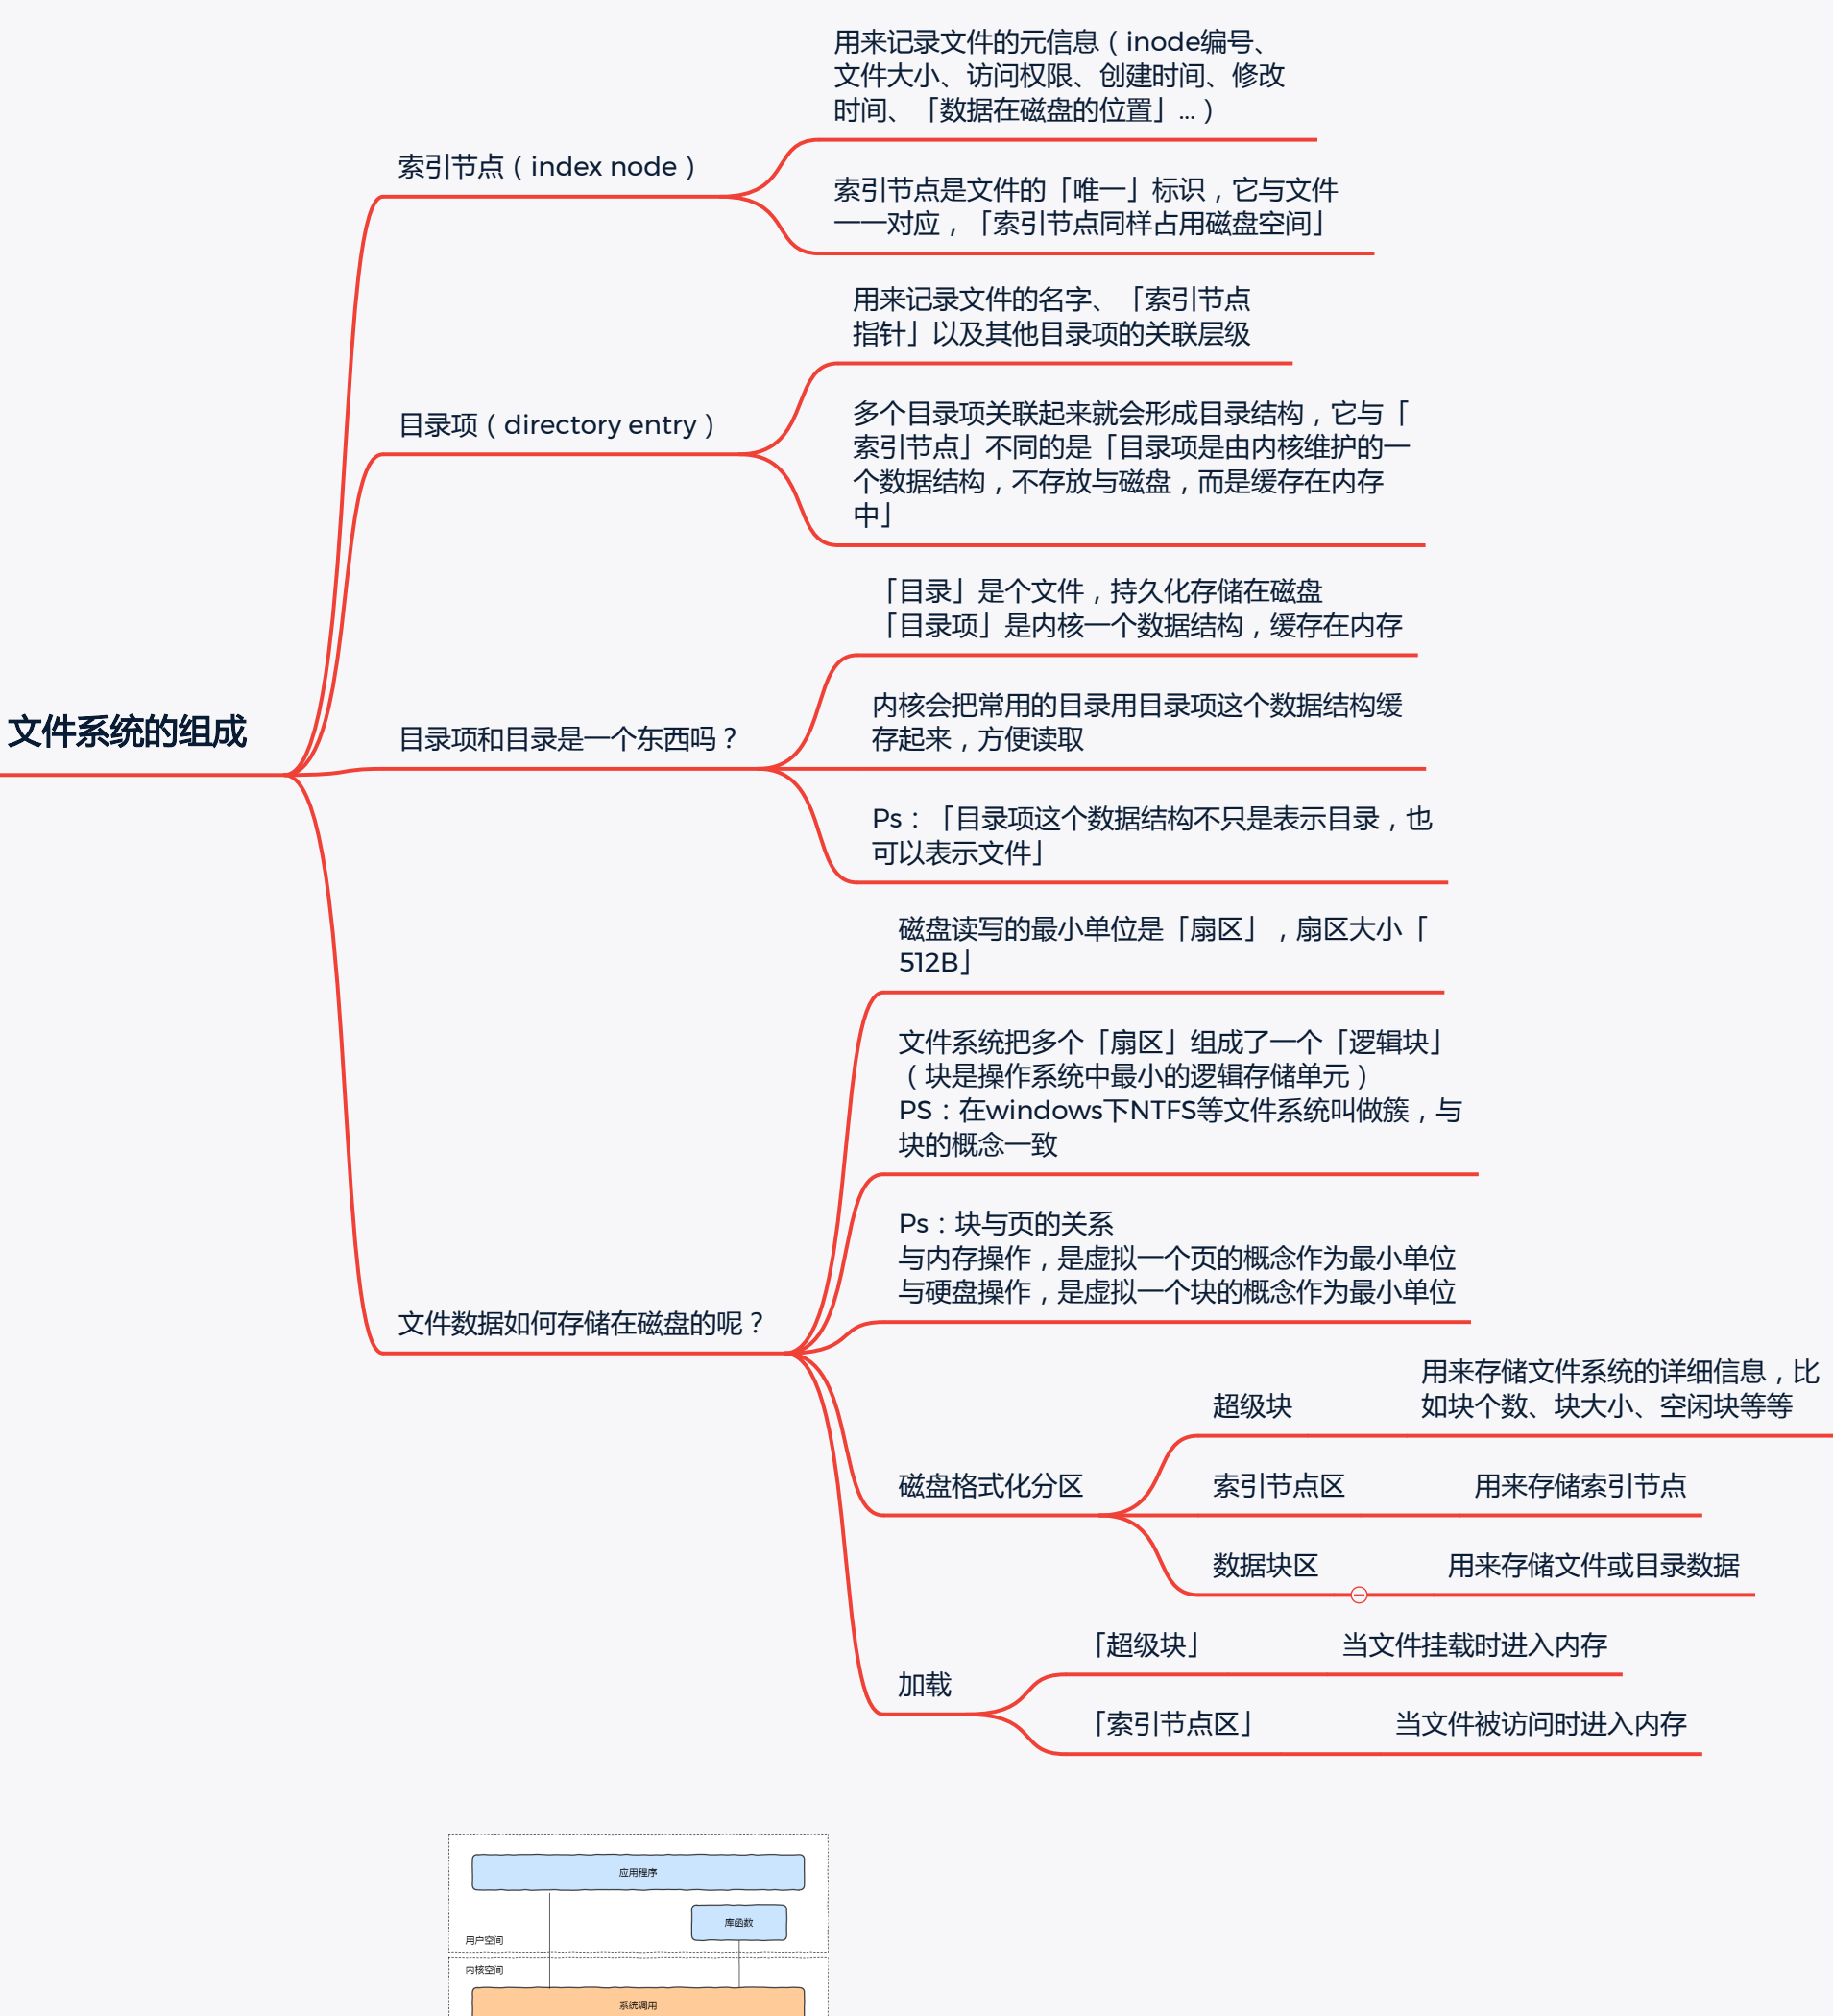 用来记录文件的元信息（inode编号、
文件大小、访问权限、创建时间、修改
时间、「数据在磁盘的位置」...）
索引节点（index node）
索引节点是文件的「唯一」标识，它与文件
一一对应，「索引节点同样占用磁盘空间」
用来记录文件的名字、「索引节点
指针」以及其他目录项的关联层级
目录项（directory entry）
多个目录项关联起来就会形成目录结构，它与「
索引节点」不同的是「目录项是由内核维护的一
个数据结构，不存放与磁盘，而是缓存在内存
中」
「目录」是个文件，持久化存储在磁盘
「目录项」是内核一个数据结构，缓存在内存
文件系统的组成
目录项和目录是一个东西吗？
内核会把常用的目录用目录项这个数据结构缓
存起来，方便读取
Ps：「目录项这个数据结构不只是表示目录，也
可以表示文件」
磁盘读写的最小单位是「扇区」，扇区大小「
512B」
文件系统把多个「扇区」组成了一个「逻辑块」
（块是操作系统中最小的逻辑存储单元）
PS：在windows下NTFS等文件系统叫做簇，与
块的概念一致
Ps：块与页的关系
与内存操作，是虚拟一个页的概念作为最小单位
与硬盘操作，是虚拟一个块的概念作为最小单位
文件数据如何存储在磁盘的呢？
超级块
用来存储文件系统的详细信息，比
如块个数、块大小、空闲块等等
磁盘格式化分区
索引节点区
用来存储索引节点
数据块区
用来存储文件或目录数据
加载
「超级块」
当文件挂载时进入内存
「索引节点区」
当文件被访问时进入内存
应用程序
库函数
用户空间
内核空间
系统调用